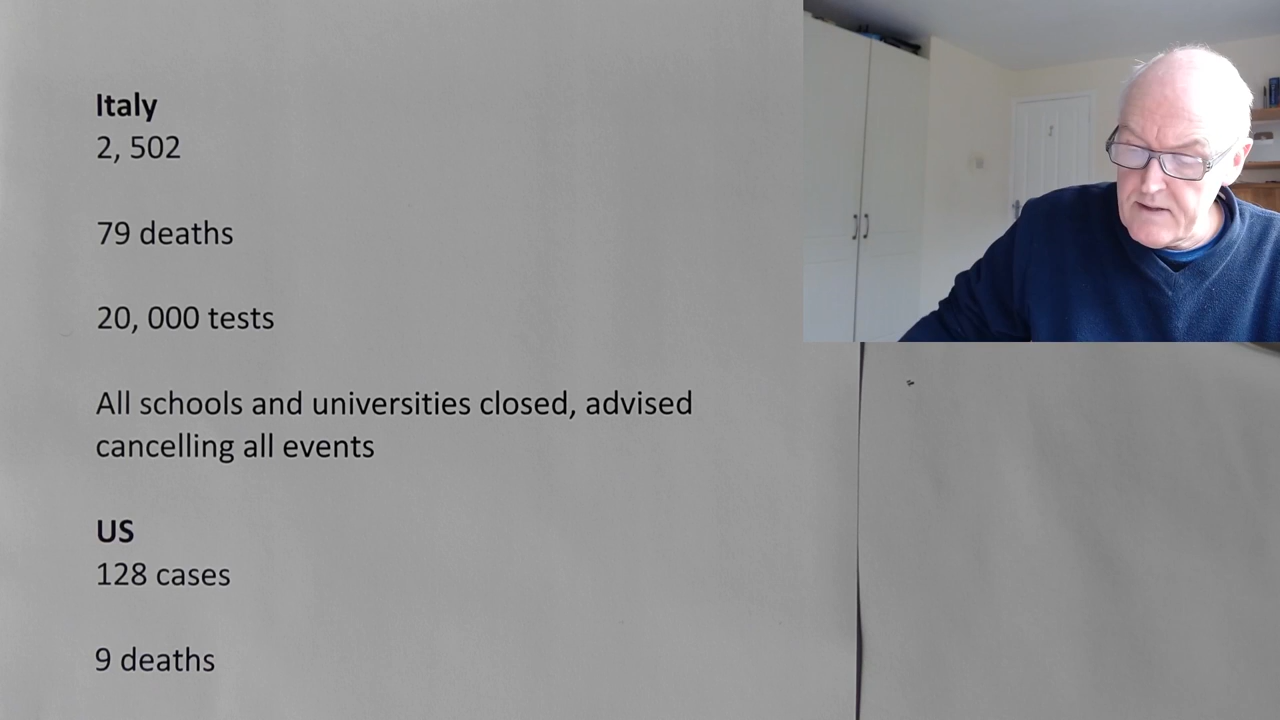 Italy
2, 502
79 deaths
20, 000 tests
All schools and universities closed, advised
cancelling all events
US
128 cases
9 deaths